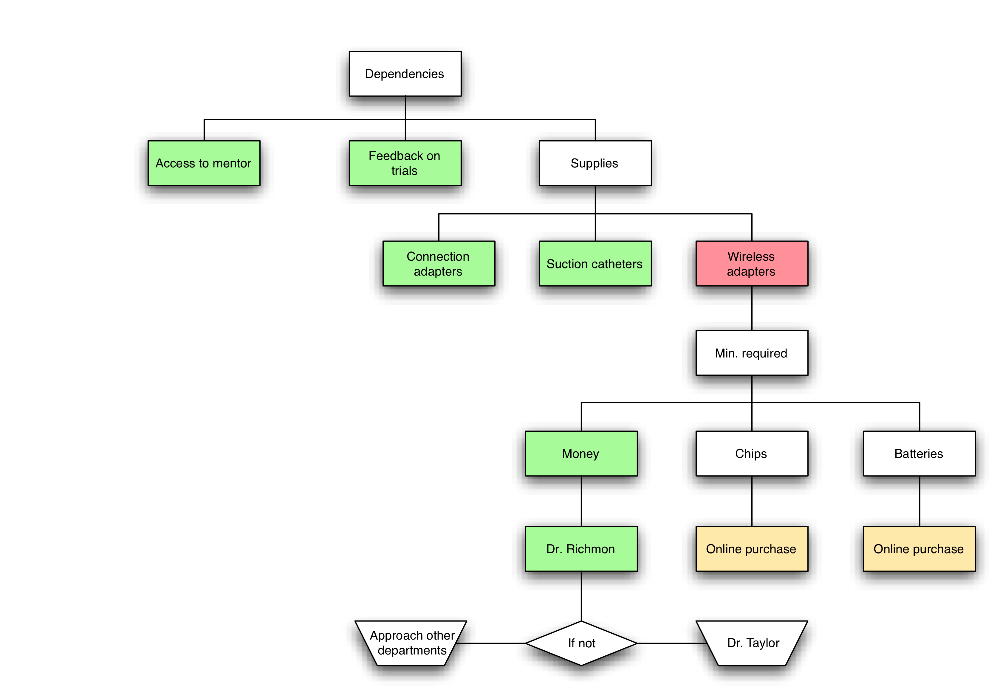 Dependencies
Access to mentor
Feedback on
trials
Supplies
Connection
adapters
Suction catheters
Wireless
adapters
Min. required
Money
Chips
Batteries
Dr. Richmon
Online purchase
Online purchase
Approach other
departments
If not
Dr. Taylor